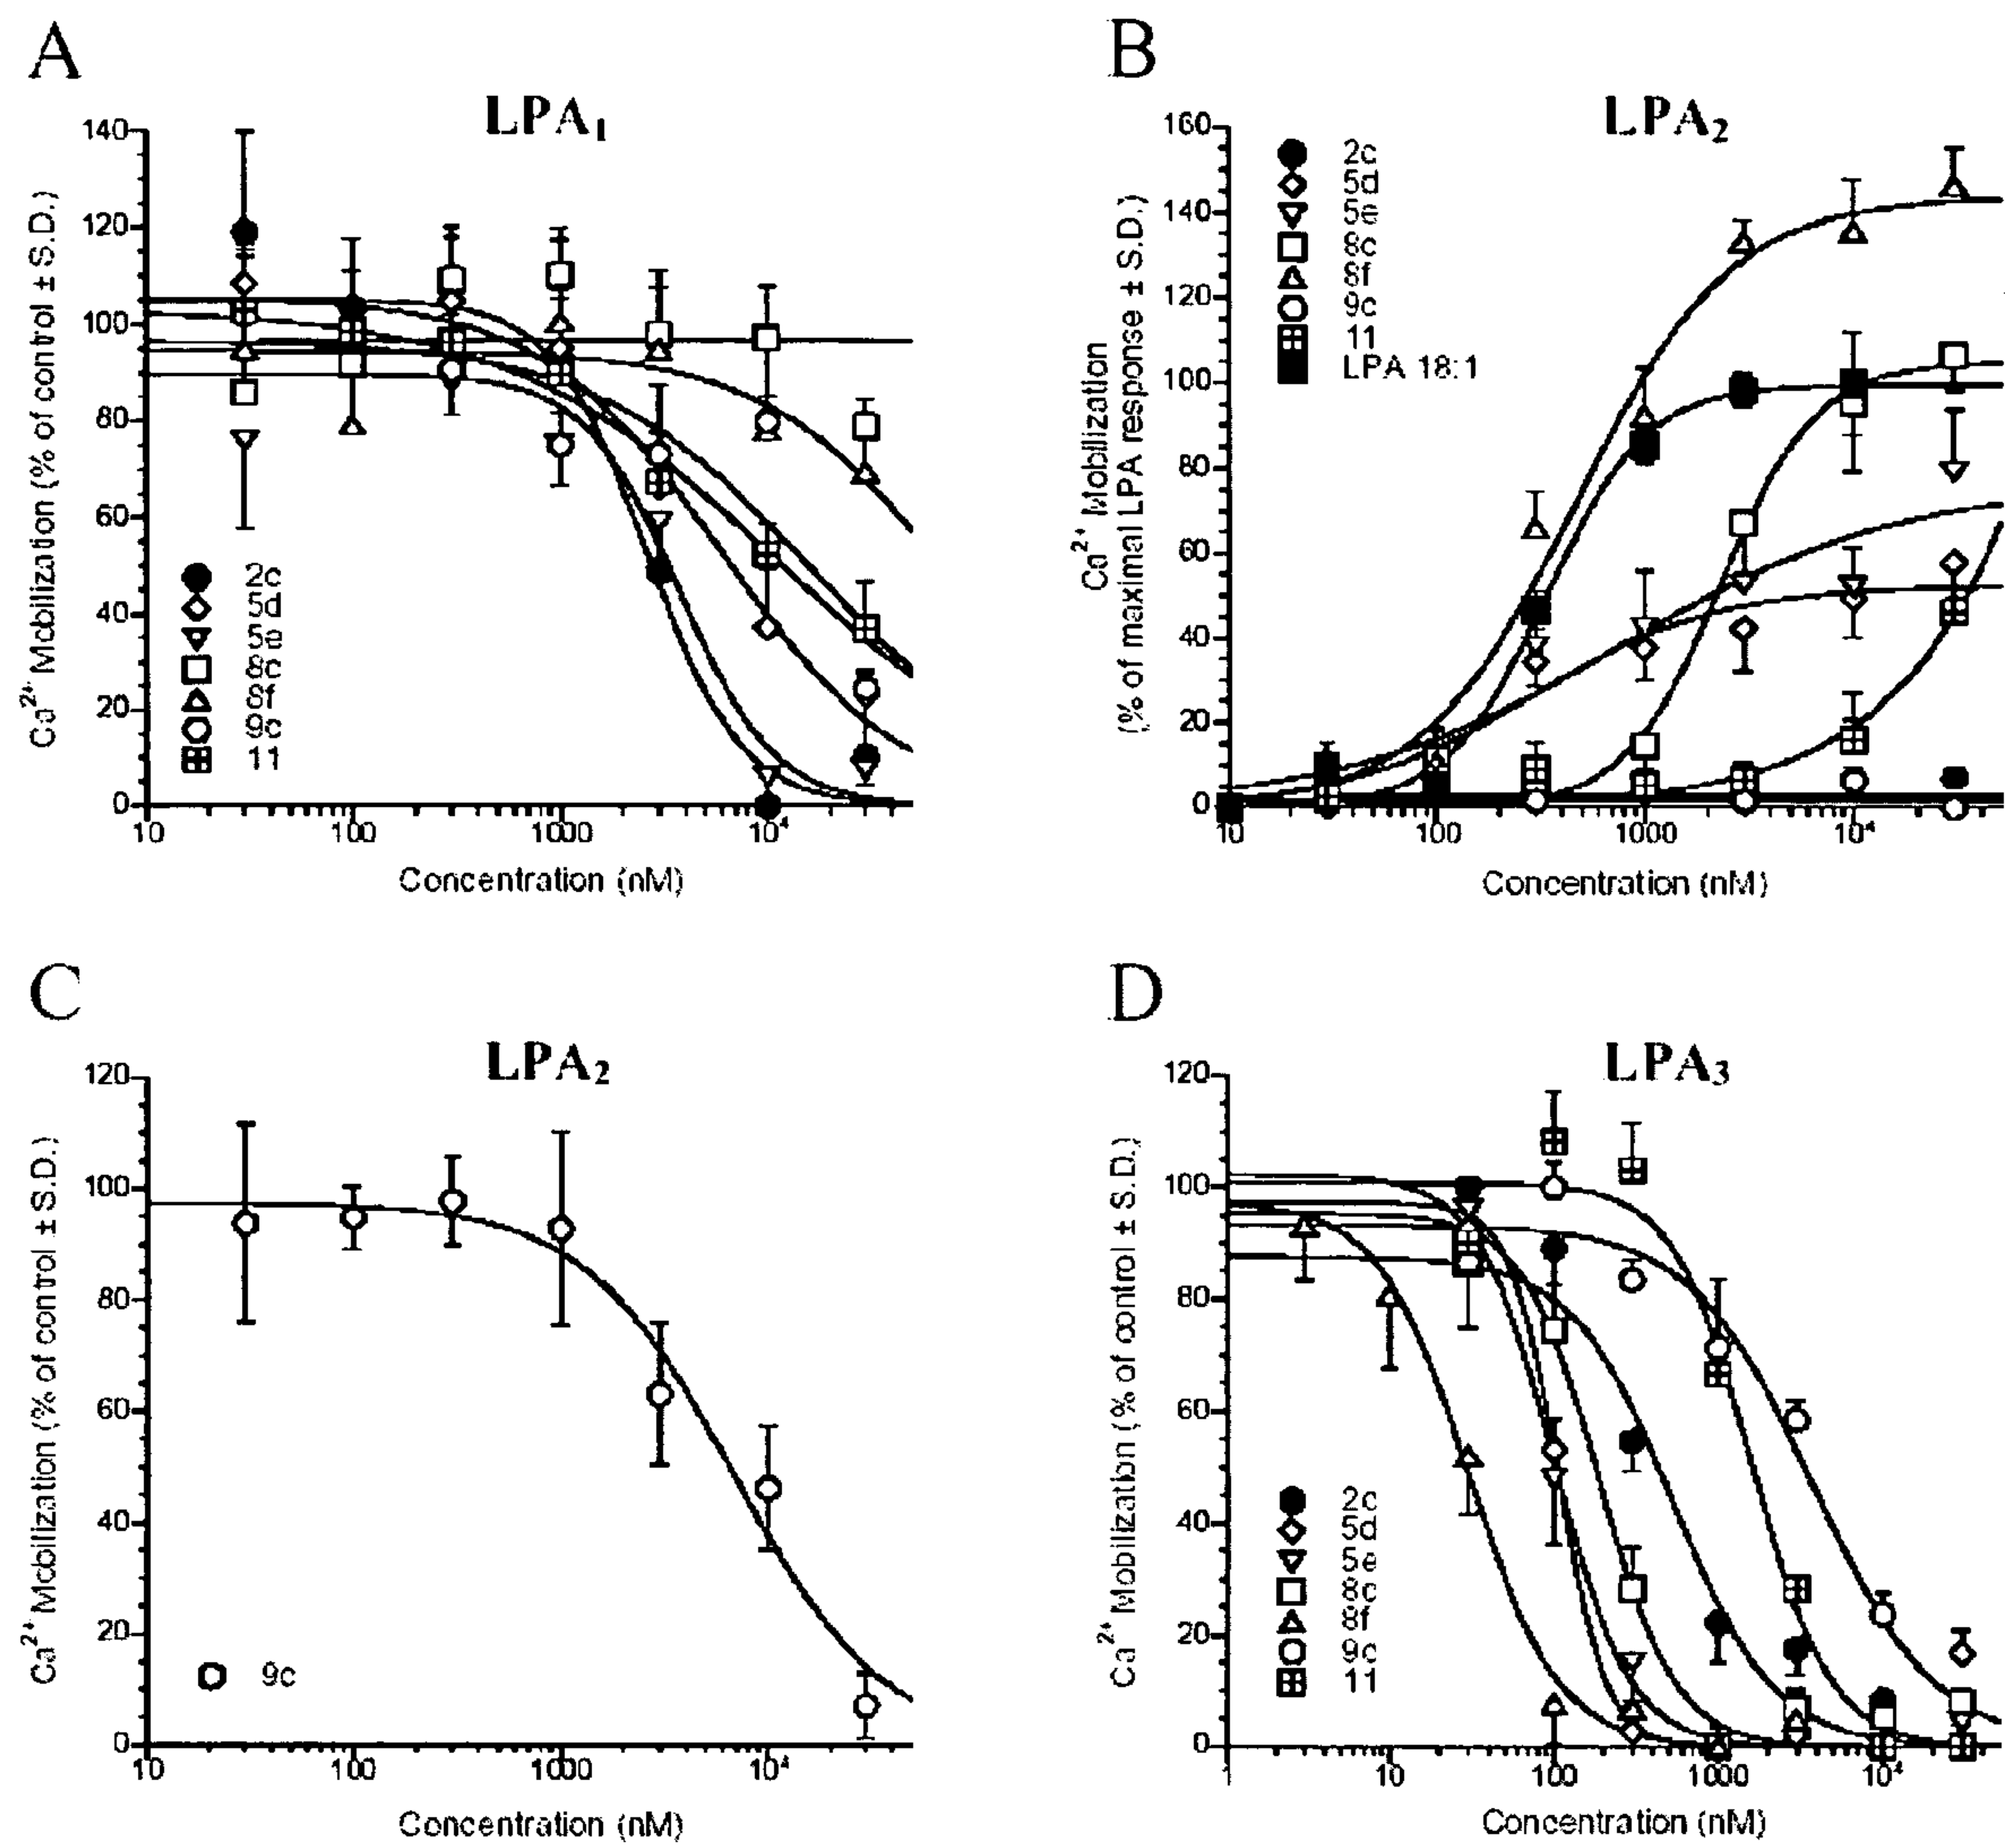 A
LPA1
Ca2+ Mobilization (% of control ± S.D.)
140
120
100
80
60
40
20
0
2c
5d
5e
8c
8f
9c
11
10 100 1000 10⁴
Concentration (nM)
B
LPA2
Ca2+ Mobilization
(% of maximal LPA response ± S.D.)
160
140
120
100
80
60
40
20
0
2c
5d
5e
8c
8f
9c
11
LPA 18:1
10 100 1000 10⁴
Concentration (nM)
C
LPA2
Ca2+ Mobilization (% of control ± S.D.)
120
100
80
60
40
20
0
9c
10 100 1000 10⁴
Concentration (nM)
D
LPA3
Ca2+ Mobilization (% of control ± S.D.)
120
100
80
60
40
20
0
2c
5d
5e
8c
8f
9c
11
1 10 100 1000 10⁴
Concentration (nM)